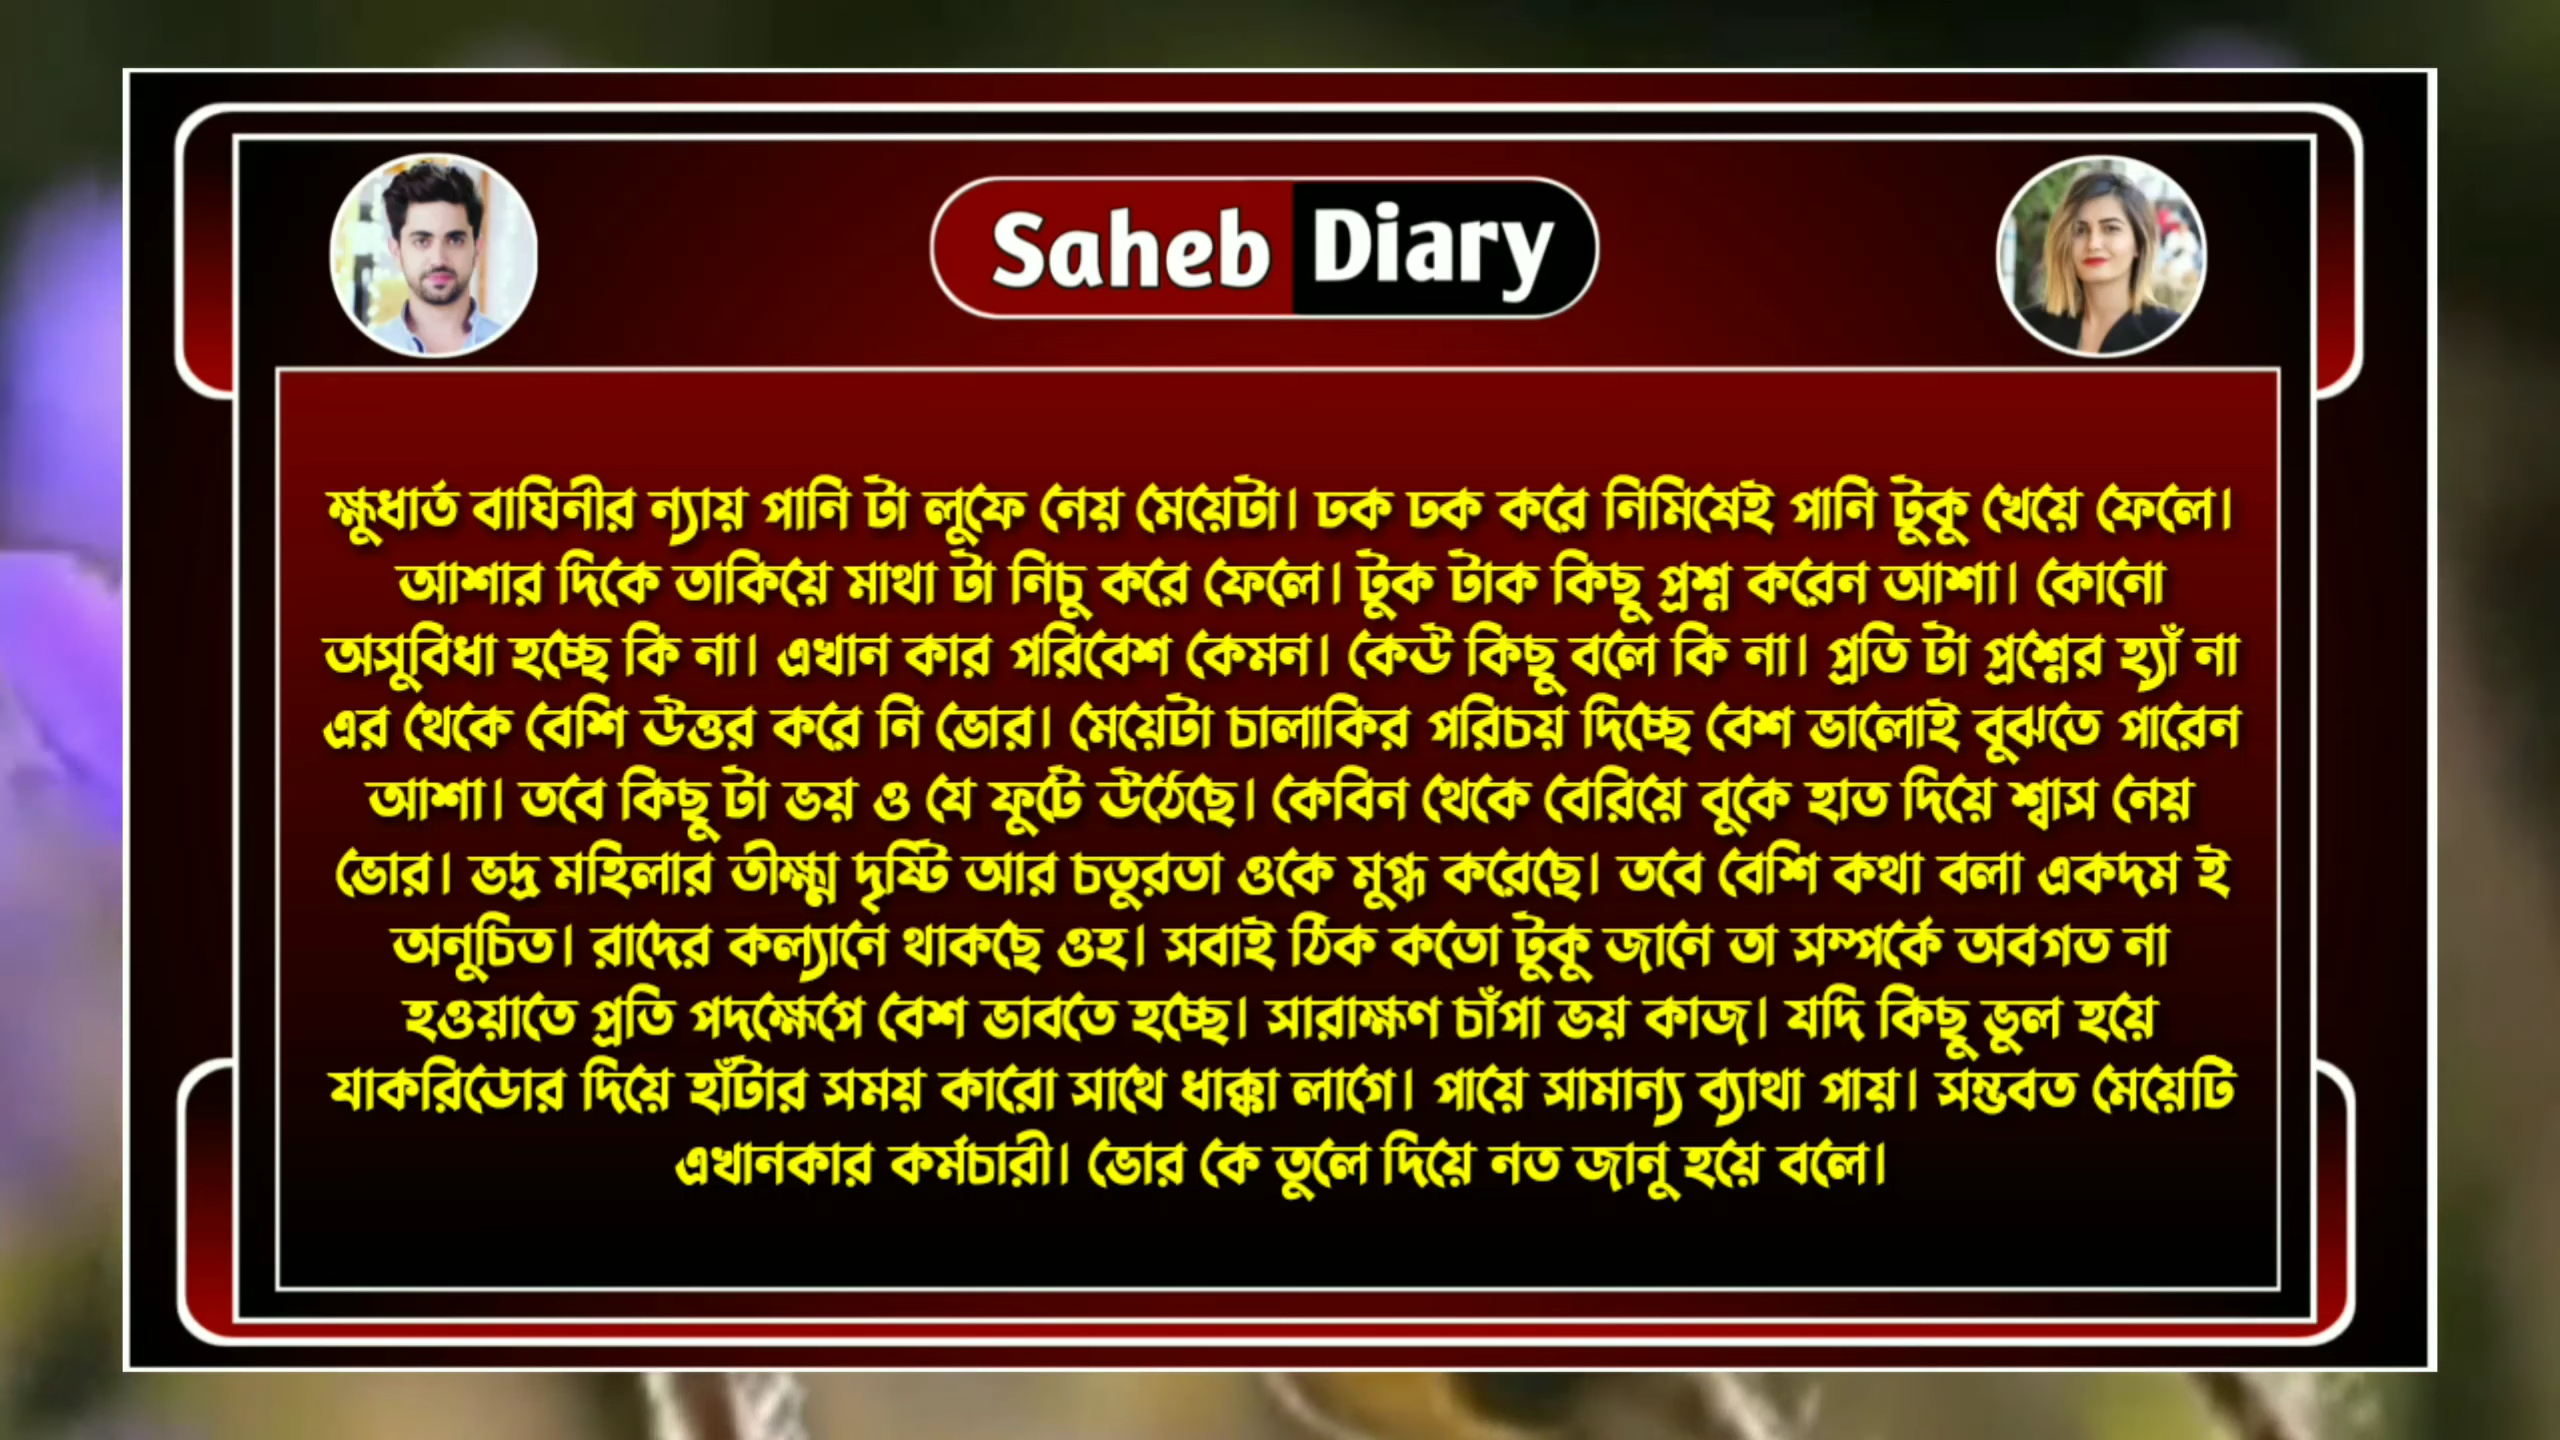 Saheb Diary
ক্ষুধার্ত বাঘিনীর ন্যায় পানি টা লুফে নেয় মেয়েটা। ঢক ঢক করে নিমিষেই পানি টুকু খেয়ে ফেলে।
আশার দিকে তাকিয়ে মাথা টা নিচু করে ফেলে। টুক টাক কিছু প্রশ্ন করেন আশা। কোনো
অসুবিধা হচ্ছে কি না। এখান কার পরিবেশ কেমন। কেউ কিছু বলে কি না। প্রতি টা প্রশ্নের হ্যাঁ না
এর থেকে বেশি উত্তর করে নি ভোর। মেয়েটা চালাকির পরিচয় দিচ্ছে বেশ ভালোই বুঝতে পারেন
আশা। তবে কিছু টা ভয় ও যে ফুটে উঠেছে। কেবিন থেকে বেরিয়ে বুকে হাত দিয়ে শ্বাস নেয়
ভোর। ভদ্র মহিলার তীক্ষ্ম দৃষ্টি আর চতুরতা ওকে মুগ্ধ করেছে। তবে বেশি কথা বলা একদম ই
অনুচিত। রাদের কল্যানে থাকছে ওহ। সবাই ঠিক কতো টুকু জানে তা সম্পর্কে অবগত না
হওয়াতে প্রতি পদক্ষেপে বেশ ভাবতে হচ্ছে। সারাক্ষণ চাঁপা ভয় কাজ। যদি কিছু ভুল হয়ে
যাকরিডোর দিয়ে হাঁটার সময় কারো সাথে ধাক্কা লাগে। পায়ে সামান্য ব্যাথা পায়। সম্ভবত মেয়েটি
এখানকার কর্মচারী। ভোর কে তুলে দিয়ে নত জানু হয়ে বলে।